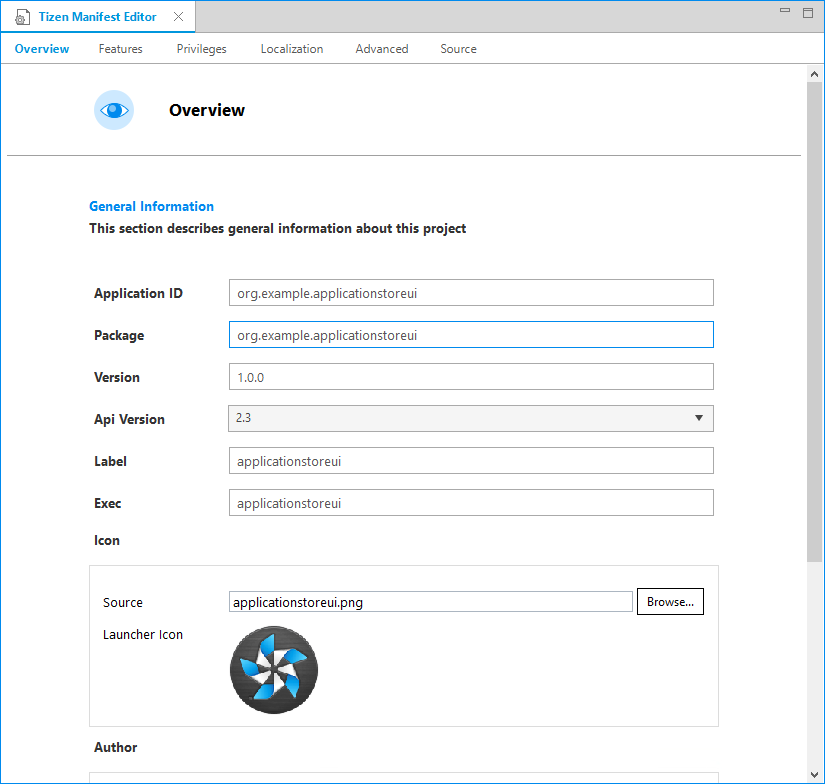 Tizen Manifest Editor
Overview Features Privileges Localization Advanced Source
Overview
General Information
This section describes general information about this project
Application ID org.example.applicationstoreui
Package org.example.applicationstoreui
Version 1.0.0
Api Version 2.3
Label applicationstoreui
Exec applicationstoreui
Icon
Source applicationstoreui.png Browse...
Launcher Icon
Author